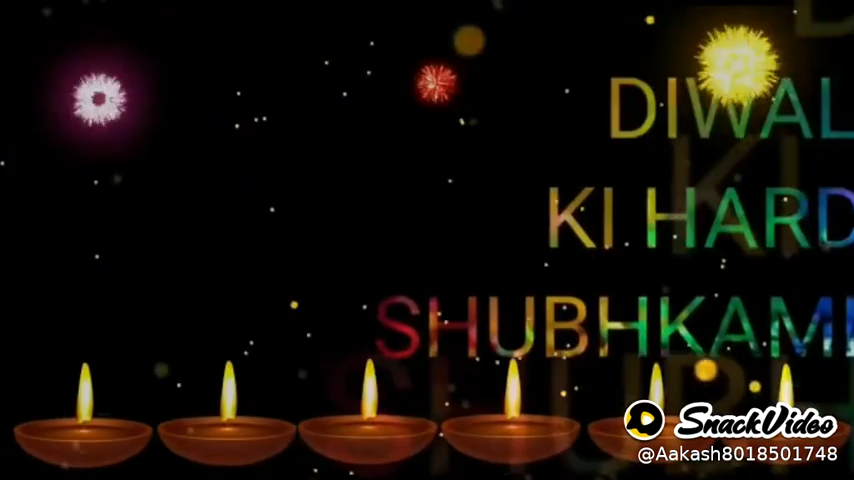 DIWAL
KI HARD
SHUBHKAM
SnackVideo
@Aakash8018501748